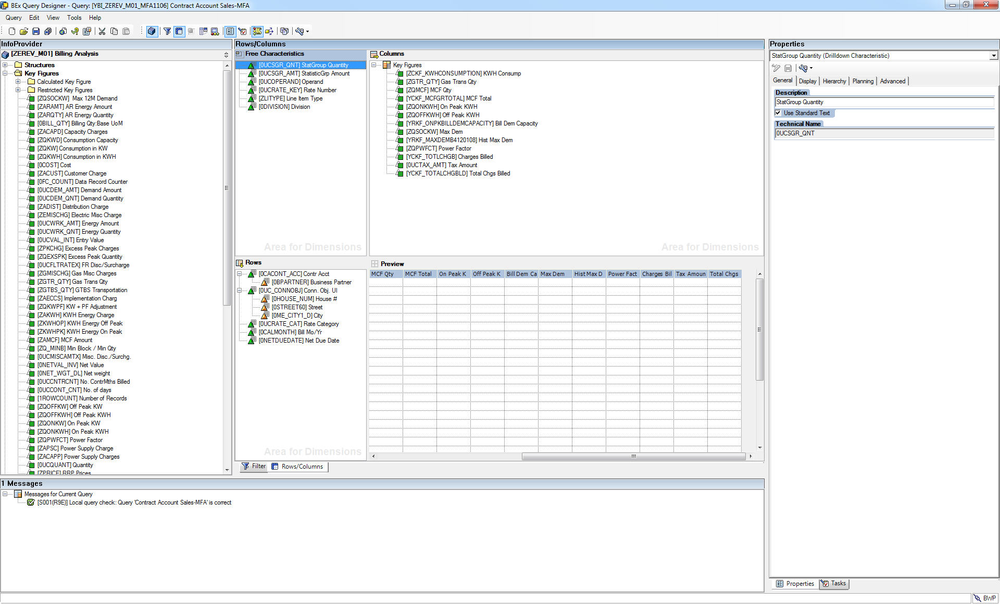 BEx Query Designer - Query: [YBI_ZEREV_M01_MFA1106] Contract Account Sales-MFA
Query Edit View Tools Help
InfoProvider
[ZEREV_M01] Billing Analysis
Structures
Key Figures
Calculated Key Figure
Restricted Key Figures
[ZQSOCKW] Max 12M Demand
[ZARAMT] AR Energy Amount
[ZARQTY] AR Energy Quantity
[0BILL_QTY] Billing Qty:Base UoM
[ZACAPD] Capacity Charges
[ZQKWD] Consumption Capacity
[ZQKW] Consumption in KW
[ZQKWH] Consumption in KWH
[0COST] Cost
[ZACUST] Customer Charge
[0FC_COUNT] Data Record Counter
[0UCDEM_AMT] Demand Amount
[0UCDEM_QNT] Demand Quantity
[ZADIST] Distribution Charge
[ZEMISCHG] Electric Misc Charge
[0UCWRK_AMT] Energy Amount
[0UCWRK_QNT] Energy Quantity
[0UCVAL_INT] Entry Value
[ZPKCHG] Excess Peak Charges
[ZQEXSPK] Excess Peak Quantity
[0UCFLTRATEX] FR Disc/Surcharge
[ZGMISCHG] Gas Misc Charges
[ZGTR_QTY] Gas Trans Qty
[ZGTBS_QTY] GTBS Transportation
[ZAECCS] Implementation Charg
[ZQKWPF] KW + PF Adjustment
[ZAKWH] KWH Energy Charge
[ZKWHOP] KWH Energy Off Peak
[ZKWHPK] KWH Energy On Peak
[ZAMCF] MCF Amount
[ZQ_MINB] Min Block / Min Qty
[0UCMISCAMTX] Misc. Disc./Surchg.
[0NETVAL_INV] Net Value
[0NET_WGT_DL] Net weight
[0UCCNTRCNT] No. ContrMths Billed
[0UCCONT_CNT] No. of days
[1ROWCOUNT] Number of Records
[ZQOFFKW] Off Peak KW
[ZQOFFKWH] Off Peak KWH
[ZQONKW] On Peak KW
[ZQONKWH] On Peak KWH
[ZQPWFCT] Power Factor
[ZAPSC] Power Supply Charge
[ZACAPP] Power Supply Charges
[0UCQUANT] Quantity
[ZPRICE] RRP Prices
Rows/Columns
Free Characteristics
[0UCSGR_QNT] StatGroup Quantity
[0UCSGR_AMT] StatisticGrp Amount
[0UCOPERAND] Operand
[0UCRATE_KEY] Rate Number
[ZLITYPE] Line Item Type
[0DIVISION] Division
Area for Dimensions
Columns
Key Figures
[ZCKF_KWHCONSUMPTION] KWH Consump
[ZGTR_QTY] Gas Trans Qty
[ZQMCF] MCF Qty
[YCKF_MCFGRTOTAL] MCF Total
[ZQONKWH] On Peak KWH
[ZQOFFKWH] Off Peak KWH
[YRKF_ONPKBILLDEMCAPACITY] Bill Dem Capacity
[ZQSOCKW] Max Dem
[YRKF_MAXDEMB4120108] Hist Max Dem
[ZQPWFCT] Power Factor
[YCKF_TOTLCHGB] Charges Billed
[0UCTAX_AMT] Tax Amount
[YCKF_TOTALCHGBLD] Total Chgs Billed
Area for Dimensions
Rows
[0CACONT_ACC] Contr Acct
[0BPARTNER] Business Partner
[0UC_CONNOBJ] Conn. Obj. UI
[0HOUSE_NUM] House #
[0STREET60] Street
[0ME_CITY1_D] City
[0UCRATE_CAT] Rate Category
[0CALMONTH] Bill Mo/Yr
[0NETDUEDATE] Net Due Date
Area for Dimensions
Preview
MCF Qty MCF Total On Peak K Off Peak K Bill Dem Ca Max Dem Hist Max D Power Fact Charges Bil Tax Amoun Total Chgs
Filter Rows/Columns
Properties
StatGroup Quantity (Drilldown Characteristic)
General Display Hierarchy Planning Advanced
Description
StatGroup Quantity
Use Standard Text
Technical Name
0UCSGR_QNT
Properties Tasks
1 Messages
Messages for Current Query
[S001(R9E)] Local query check: Query 'Contract Account Sales-MFA' is correct
BWP